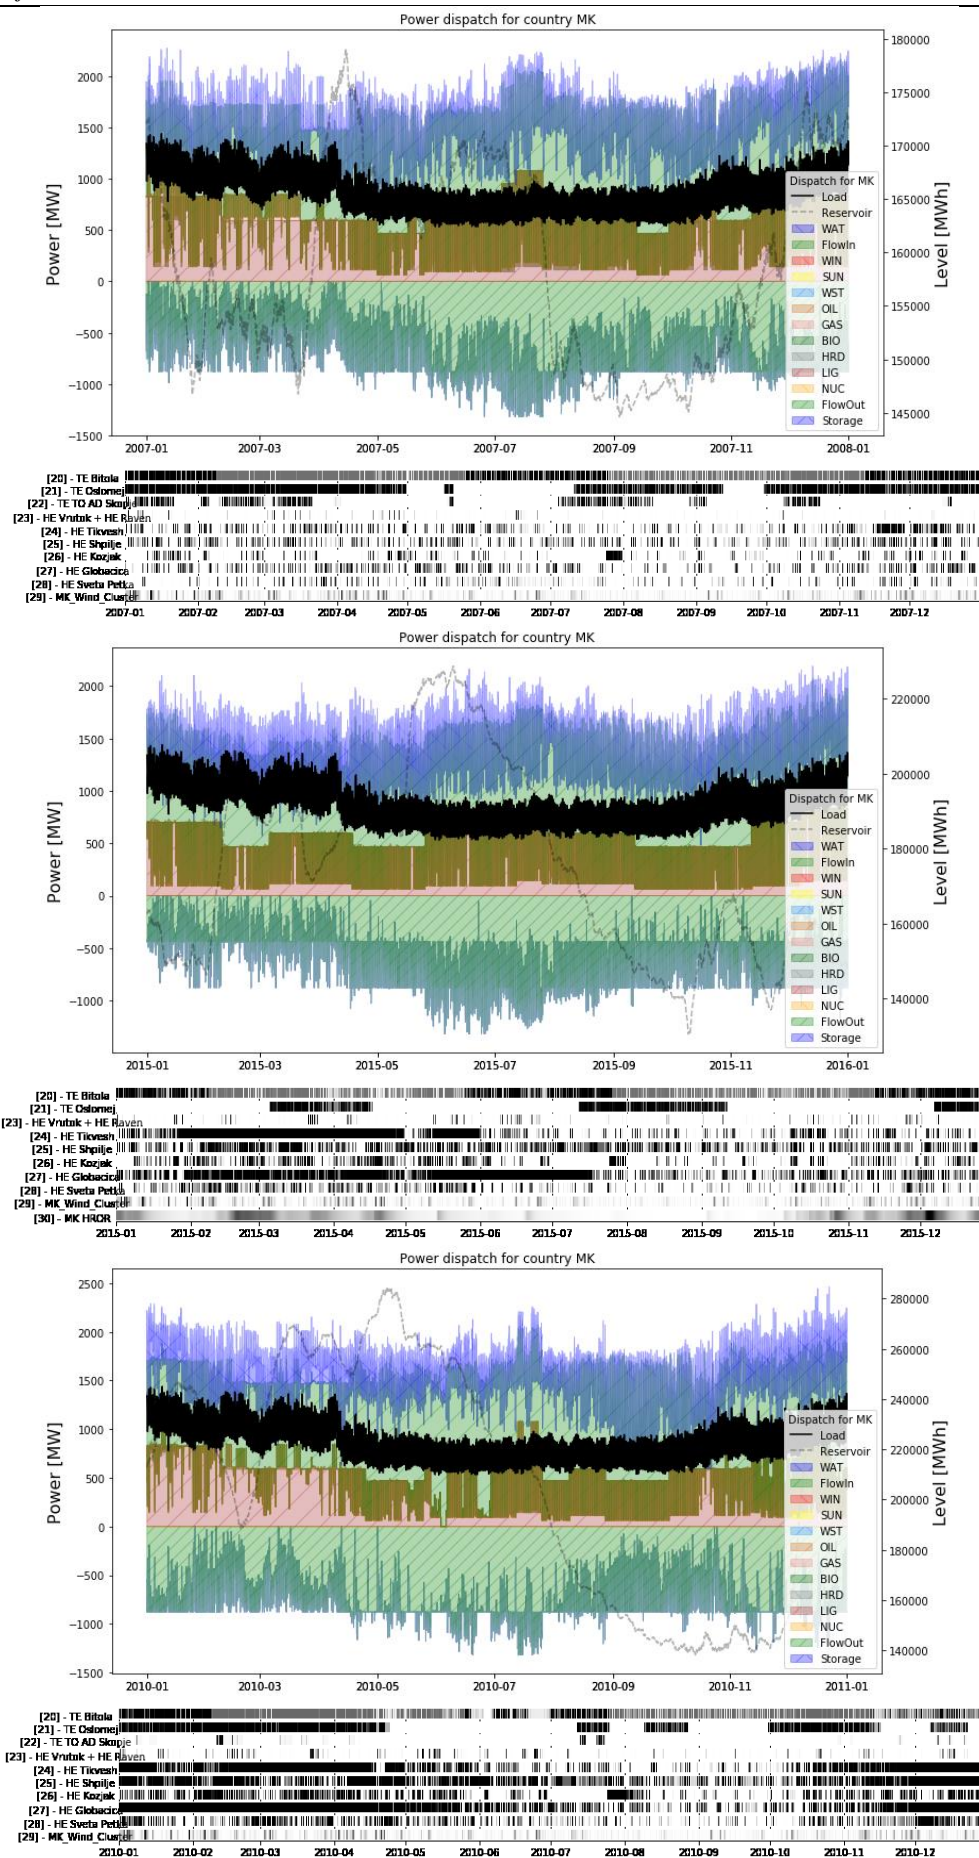 Power dispatch for country MK
2000
1500
1000
500
0
−500
−1000
−1500
Power [MW]
180000
175000
170000
165000
160000
155000
150000
145000
Level [MWh]
Dispatch for MK
Load
Reservoir
WAT
FlowIn
WIN
SUN
WST
OIL
GAS
BIO
HRD
LIG
NUC
FlowOut
Storage
2007-01 2007-03 2007-05 2007-07 2007-09 2007-11 2008-01
[20] - TE Bitola
[21] - TE Oslomej
[22] - TE TO AD Skopje
[23] - HE Vrutok + HE Raven
[24] - HE Tikvesh
[25] - HE Shpilje
[26] - HE Kozjak
[27] - HE Globacica
[28] - HE Sveta Petka
[29] - MK_Wind_Cluster
2007-01 2007-02 2007-03 2007-04 2007-05 2007-06 2007-07 2007-08 2007-09 2007-10 2007-11 2007-12
Power dispatch for country MK
2000
1500
1000
500
0
−500
−1000
Power [MW]
220000
200000
180000
160000
140000
Level [MWh]
Dispatch for MK
Load
Reservoir
WAT
FlowIn
WIN
SUN
WST
OIL
GAS
BIO
HRD
LIG
NUC
FlowOut
Storage
2015-01 2015-03 2015-05 2015-07 2015-09 2015-11 2016-01
[20] - TE Bitola
[21] - TE Oslomej
[23] - HE Vrutok + HE Raven
[24] - HE Tikvesh
[25] - HE Shpilje
[26] - HE Kozjak
[27] - HE Globacica
[28] - HE Sveta Petka
[29] - MK_Wind_Cluster
[30] - MK HROR
2015-01 2015-02 2015-03 2015-04 2015-05 2015-06 2015-07 2015-08 2015-09 2015-10 2015-11 2015-12
Power dispatch for country MK
2500
2000
1500
1000
500
0
−500
−1000
−1500
Power [MW]
280000
260000
240000
220000
200000
180000
160000
140000
Level [MWh]
Dispatch for MK
Load
Reservoir
WAT
FlowIn
WIN
SUN
WST
OIL
GAS
BIO
HRD
LIG
NUC
FlowOut
Storage
2010-01 2010-03 2010-05 2010-07 2010-09 2010-11 2011-01
[20] - TE Bitola
[21] - TE Oslomej
[22] - TE TO AD Skopje
[23] - HE Vrutok + HE Raven
[24] - HE Tikvesh
[25] - HE Shpilje
[26] - HE Kozjak
[27] - HE Globacica
[28] - HE Sveta Petka
[29] - MK_Wind_Cluster
2010-01 2010-02 2010-03 2010-04 2010-05 2010-06 2010-07 2010-08 2010-09 2010-10 2010-11 2010-12